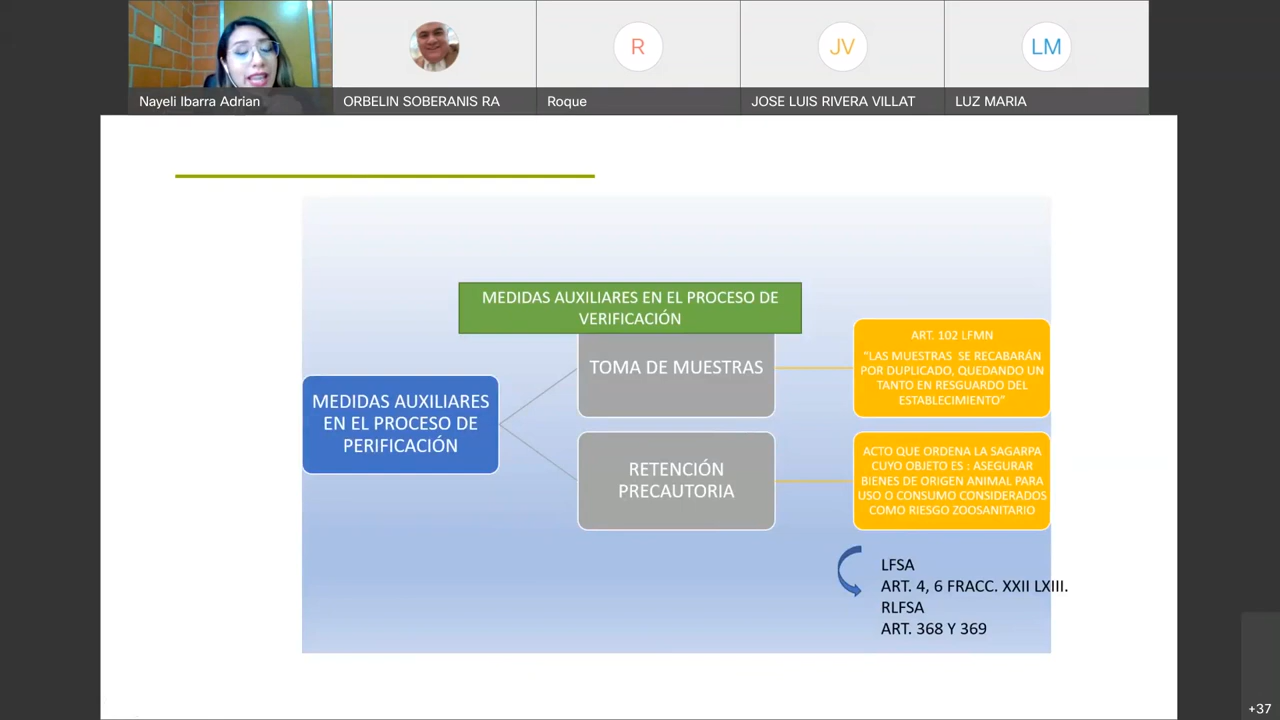 Nayeli Ibarra Adrian
ORBELIN SOBERANIS RA
R
Roque
JV
JOSE LUIS RIVERA VILLAT
LM
LUZ MARIA
MEDIDAS AUXILIARES EN EL PROCESO DE
VERIFICACIÓN
MEDIDAS AUXILIARES
EN EL PROCESO DE
PERIFICACIÓN
TOMA DE MUESTRAS
ART. 102 LFMN
"LAS MUESTRAS SE RECABARÁN
POR DUPLICADO, QUEDANDO UN
TANTO EN RESGUARDO DEL
ESTABLECIMIENTO"
RETENCIÓN
PRECAUTORIA
ACTO QUE ORDENA LA SAGARPA
CUYO OBJETO ES : ASEGURAR
BIENES DE ORIGEN ANIMAL PARA
USO O CONSUMO CONSIDERADOS
COMO RIESGO ZOOSANITARIO
LFSA
ART. 4, 6 FRACC. XXII LXIII.
RLFSA
ART. 368 Y 369
+37